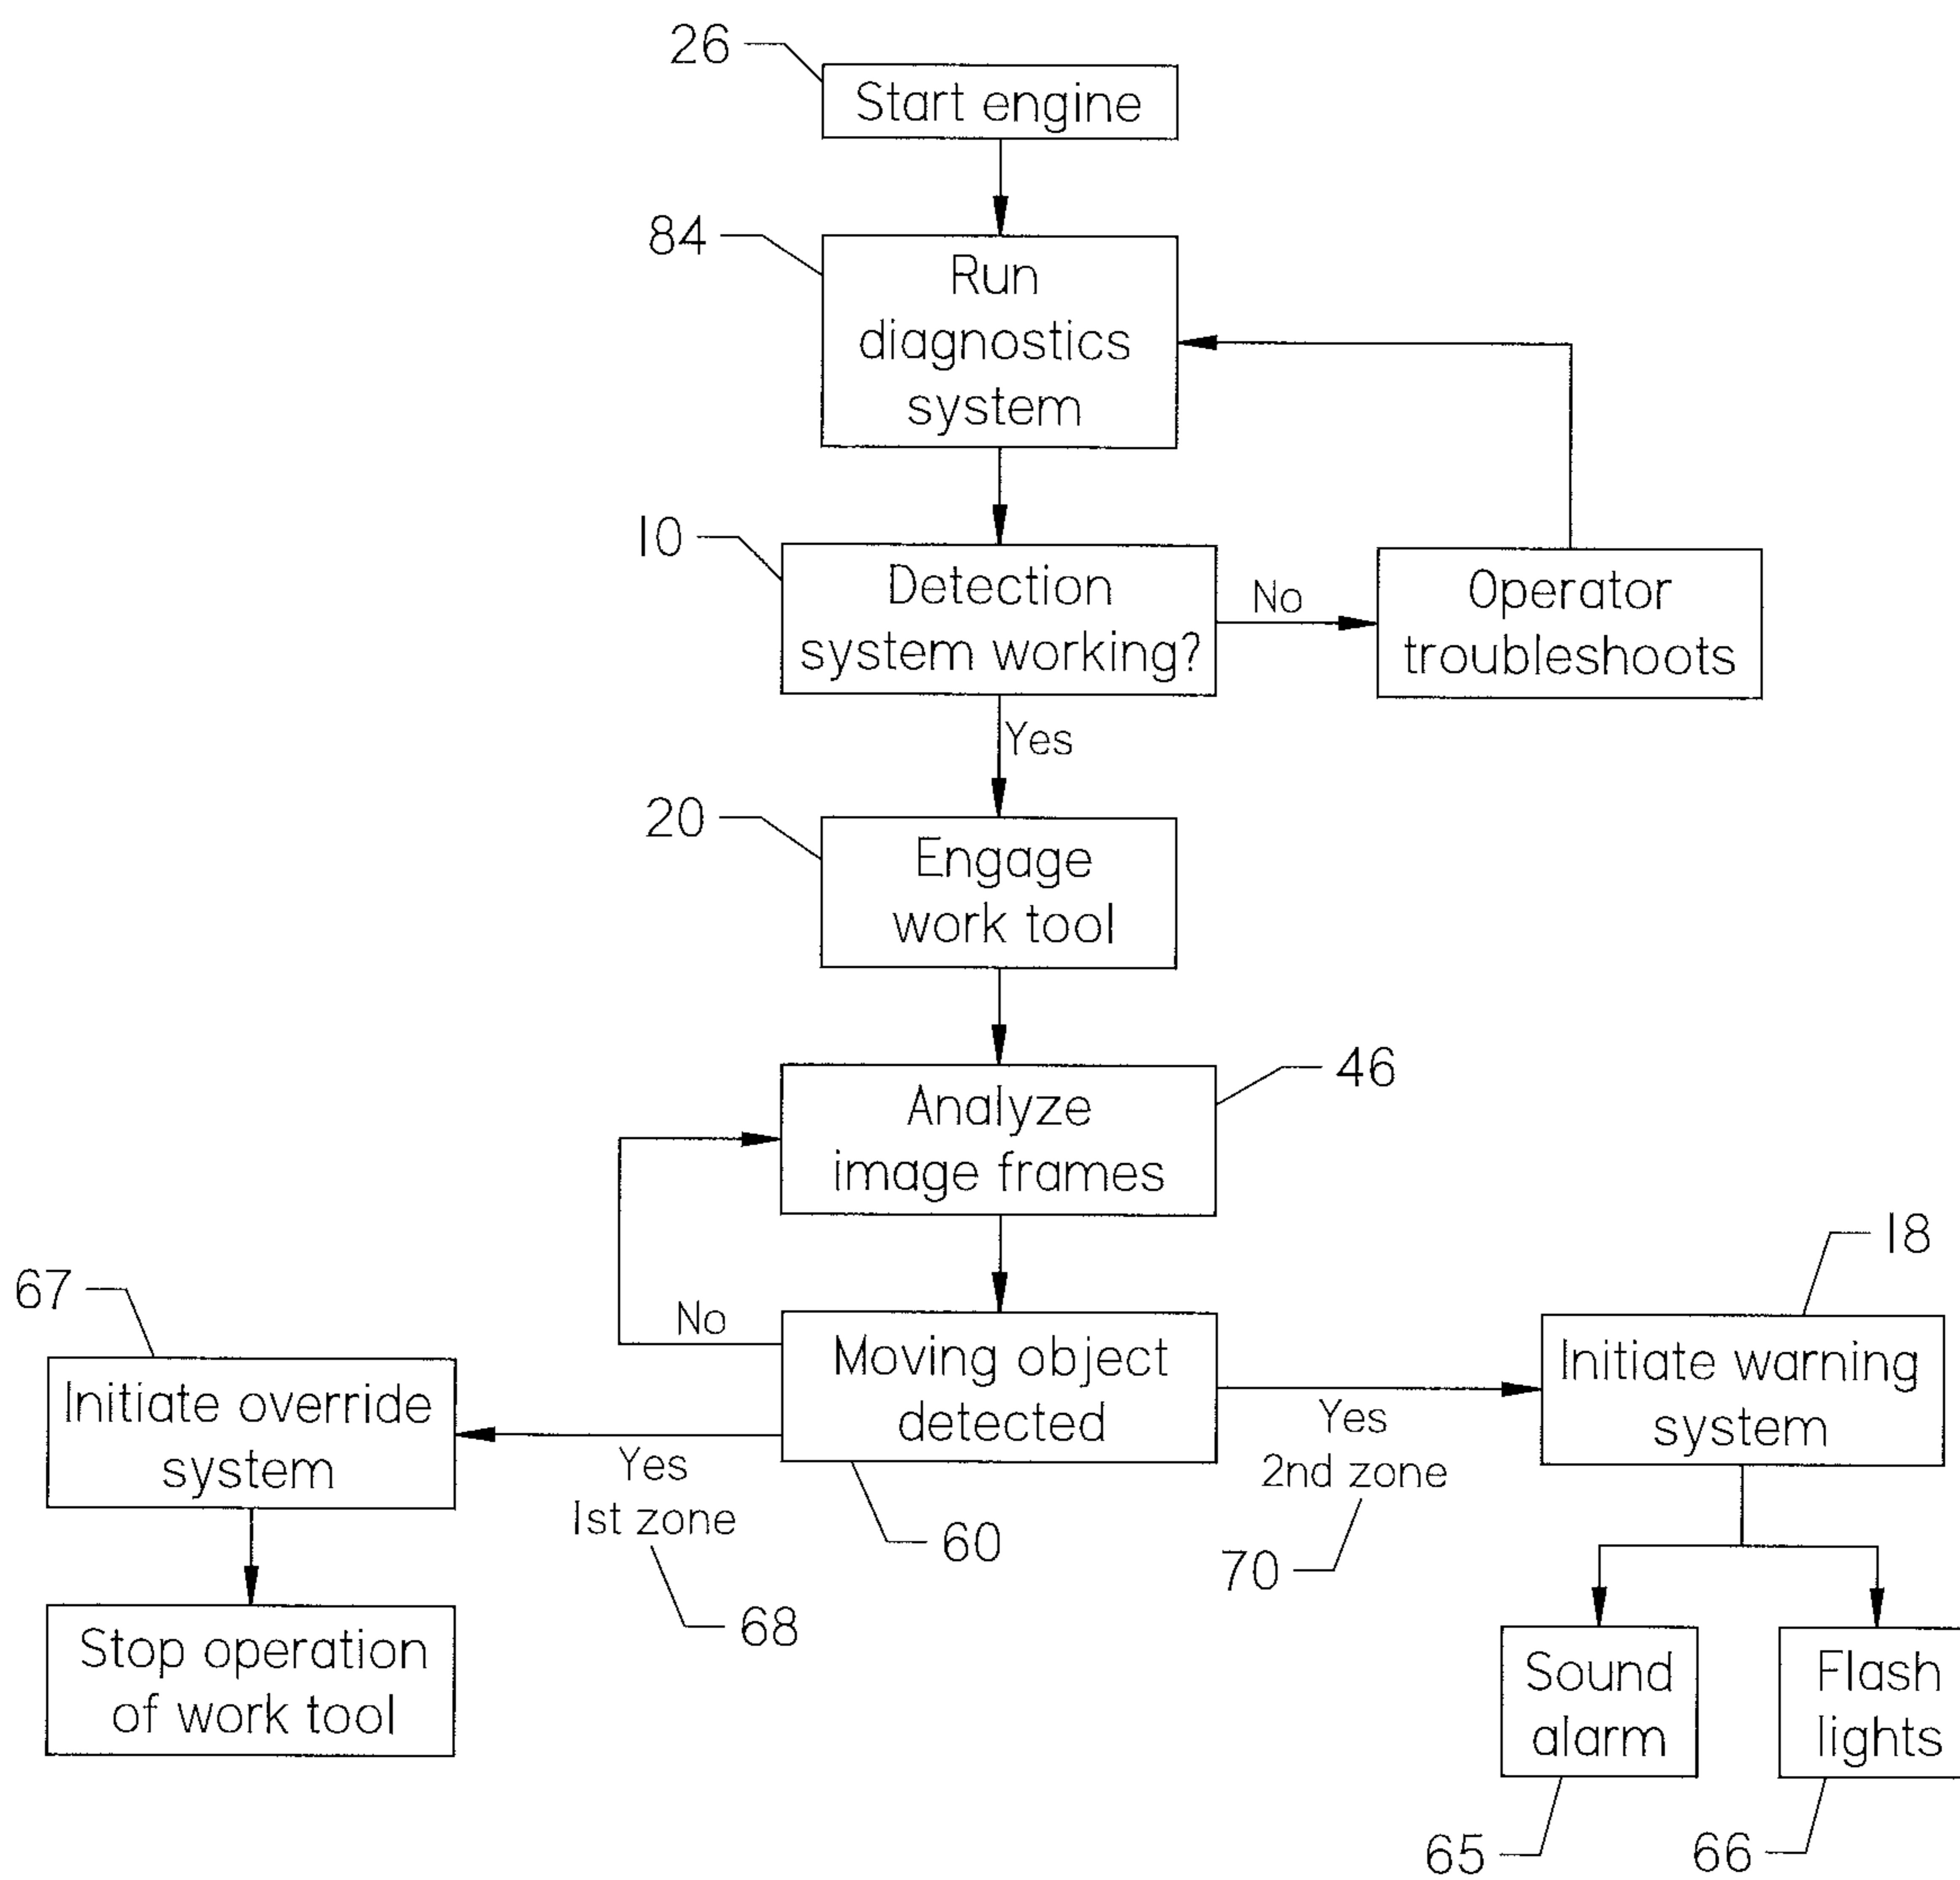 26
Start engine
84
Run
diagnostics
system
10
Detection
system working?
No
Operator
troubleshoots
Yes
20
Engage
work tool
46
Analyze
image frames
18
67
No
Moving object
detected
Initiate warning
system
Initiate override
system
Yes
1st zone
Yes
2nd zone
60
70
68
Stop operation
of work tool
Sound
alarm
Flash
lights
65
66